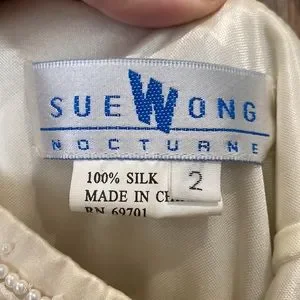 SUE WONG
NOCTURNE
100% SILK
2
MADE IN
RN 69701